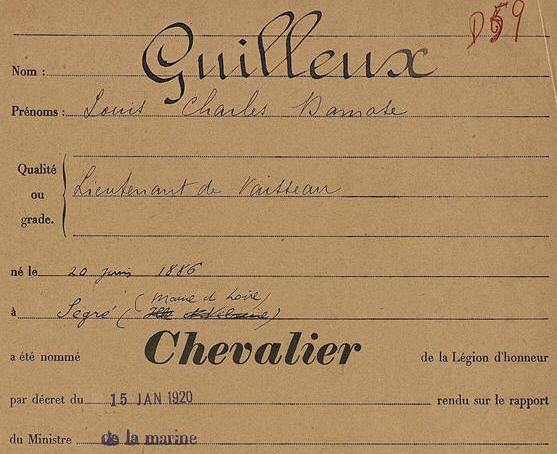 D59
Nom : Guilleux
Prénoms : Louis Charles Damase
Qualité
ou
grade.
Lieutenant de Vaisseau
né le 20 juin 1886
à Segré (Maine et Loire)
a été nommé Chevalier de la Légion d'honneur
par décret du 15 JAN 1920 rendu sur le rapport
du Ministre de la marine